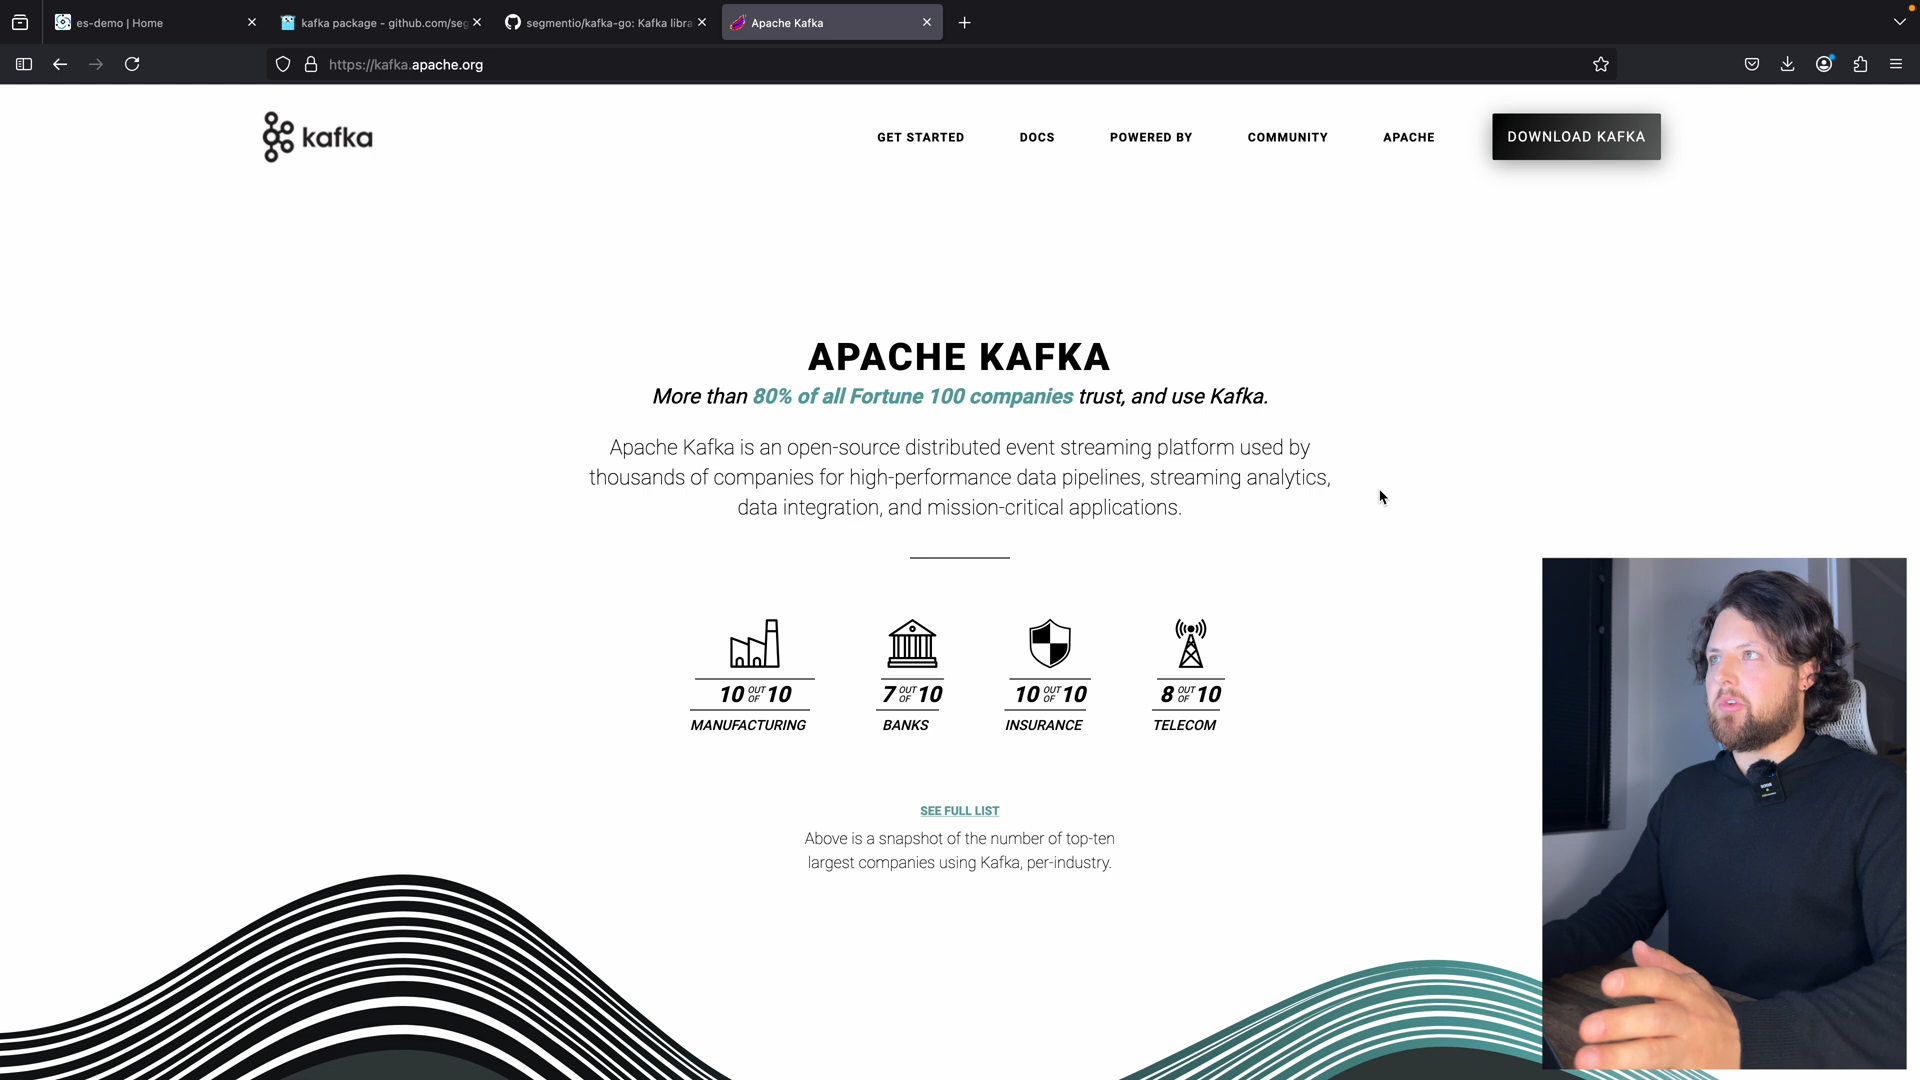 es-demo | Home
kafka package - github.com/seg
segmentio/kafka-go: Kafka libra
Apache Kafka
https://kafka.apache.org
kafka
GET STARTED
DOCS
POWERED BY
COMMUNITY
APACHE
DOWNLOAD KAFKA
APACHE KAFKA
More than 80% of all Fortune 100 companies trust, and use Kafka.
Apache Kafka is an open-source distributed event streaming platform used by
thousands of companies for high-performance data pipelines, streaming analytics,
data integration, and mission-critical applications.
10 OUT OF 10
MANUFACTURING
7 OUT OF 10
BANKS
10 OUT OF 10
INSURANCE
8 OUT OF 10
TELECOM
SEE FULL LIST
Above is a snapshot of the number of top-ten
largest companies using Kafka, per-industry.